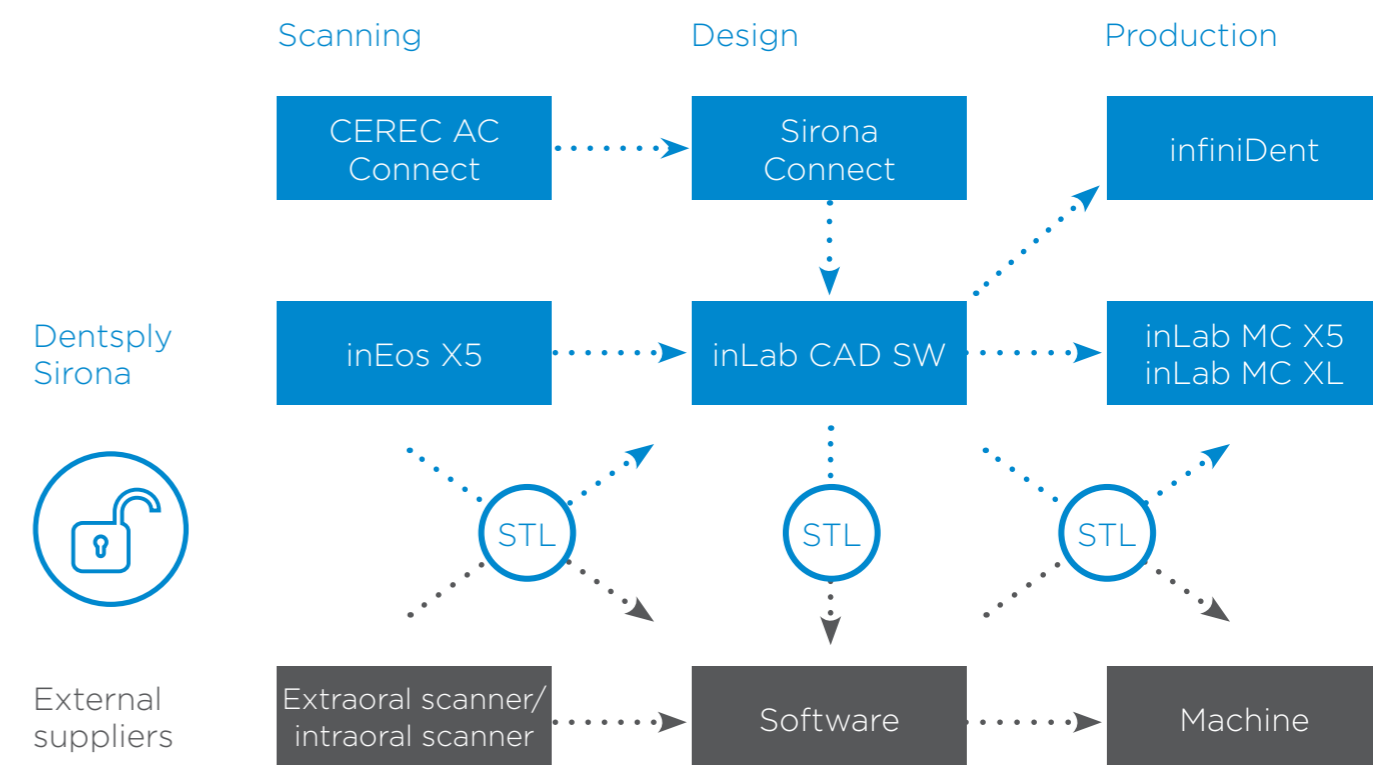 Scanning
Design
Production
CEREC AC
Connect
Sirona
Connect
infiniDent
Dentsply
Sirona
inEos X5
inLab CAD SW
inLab MC X5
inLab MC XL
STL
STL
STL
External
suppliers
Extraoral scanner/
intraoral scanner
Software
Machine